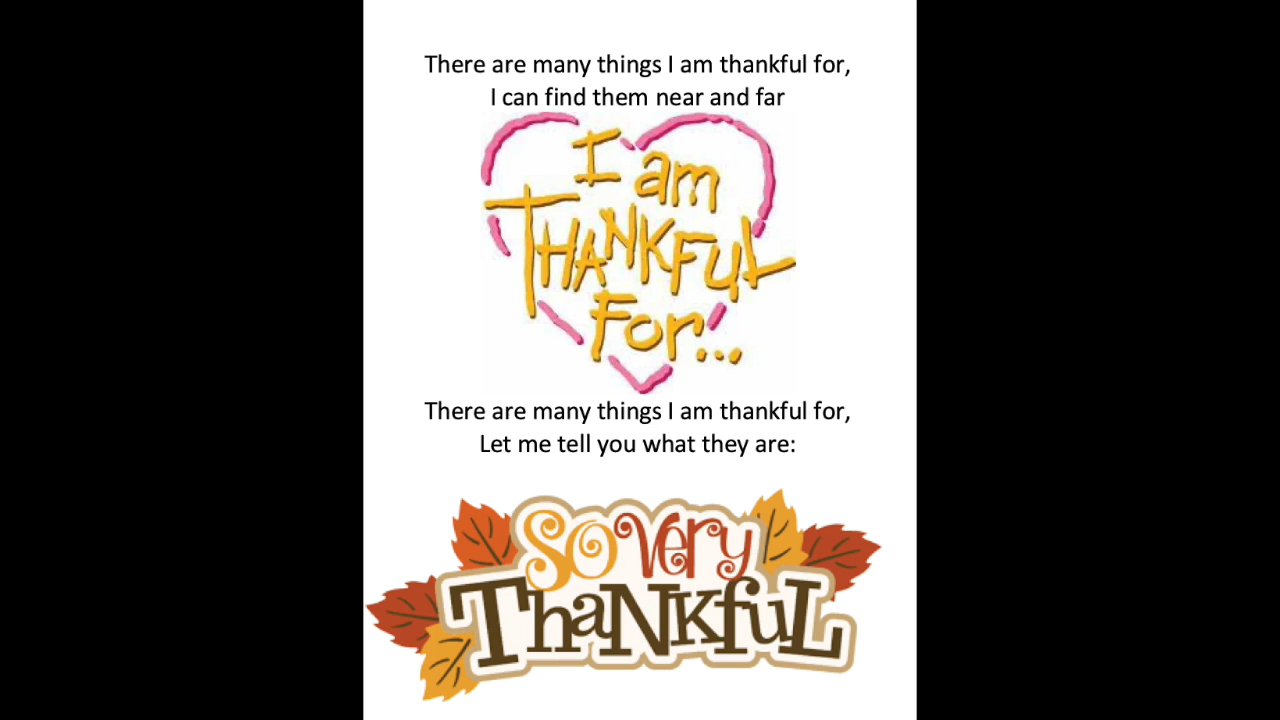 There are many things I am thankful for,
I can find them near and far
I am
THANKFUL
For...
There are many things I am thankful for,
Let me tell you what they are:
SO very
ThaNkfuL